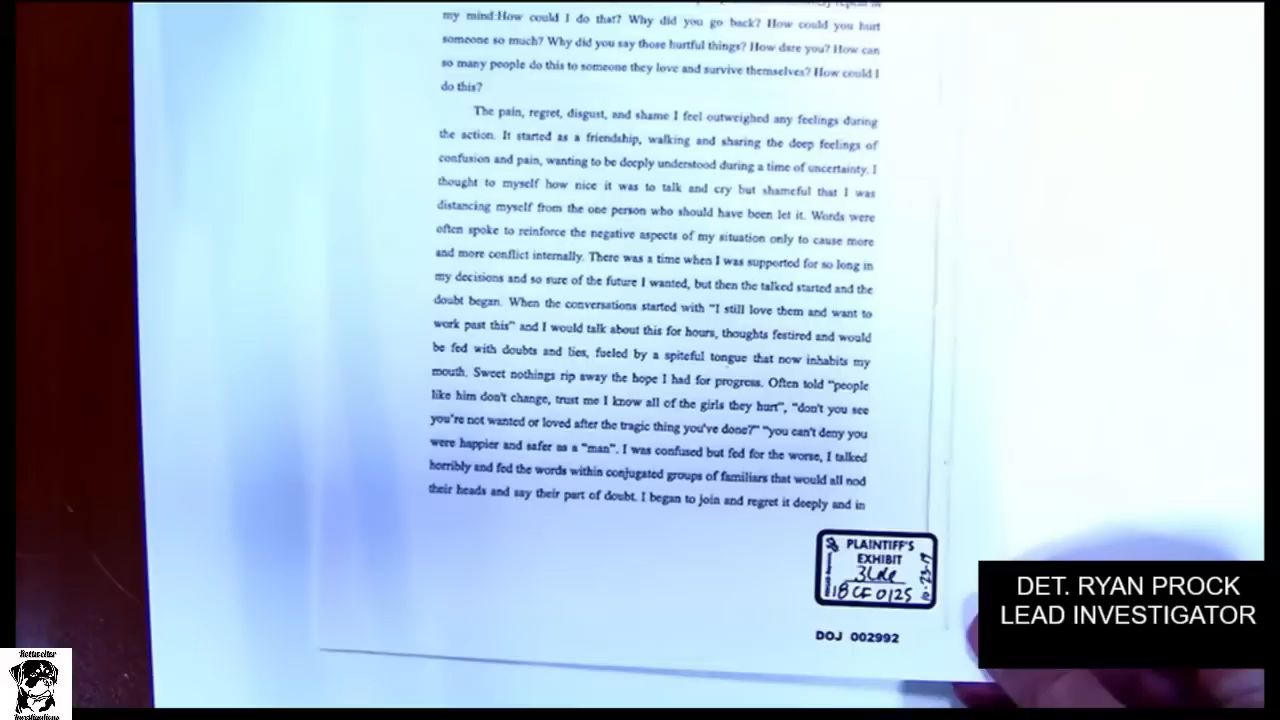 repeat in
my mind:How could I do that? Why did you go back? How could you hurt
someone so much? Why did you say those hurtful things? How dare you? How can
so many people do this to someone they love and survive themselves? How could I
do this?
The pain, regret, disgust, and shame I feel outweighed any feelings during
the action. It started as a friendship, walking and sharing the deep feelings of
confusion and pain, wanting to be deeply understood during a time of uncertainty. I
thought to myself how nice it was to talk and cry but shameful that I was
distancing myself from the one person who should have been let it. Words were
often spoke to reinforce the negative aspects of my situation only to cause more
and more conflict internally. There was a time when I was supported for so long in
my decisions and so sure of the future I wanted, but then the talked started and the
doubt began. When the conversations started with "I still love them and want to
work past this" and I would talk about this for hours, thoughts festired and would
be fed with doubts and lies, fueled by a spiteful tongue that now inhabits my
mouth. Sweet nothings rip away the hope I had for progress. Often told "people
like him don't change, trust me I know all of the girls they hurt", "don't you see
you're not wanted or loved after the tragic thing you've done?" "you can't deny you
were happier and safer as a "man". I was confused but fed for the worse, I talked
horribly and fed the words within conjugated groups of familiars that would all nod
their heads and say their part of doubt. I began to join and regret it deeply and in
PLAINTIFF'S
EXHIBIT
18 CF 0125
DOJ 002992
DET. RYAN PROCK
LEAD INVESTIGATOR
Rottweiler
Investigations